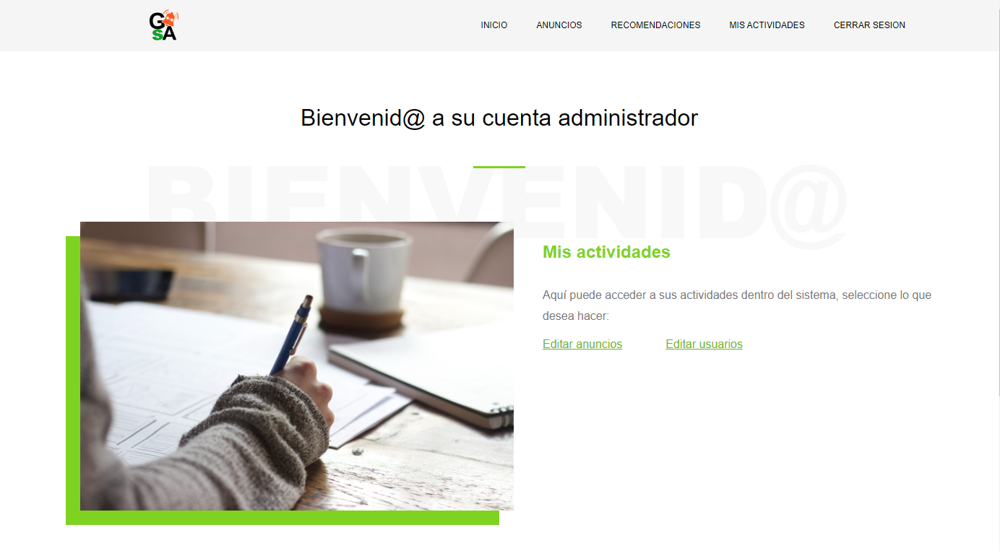 GsA
INICIO
ANUNCIOS
RECOMENDACIONES
MIS ACTIVIDADES
CERRAR SESION
Bienvenid@ a su cuenta administrador
BIENVENID@
Mis actividades
Aquí puede acceder a sus actividades dentro del sistema, seleccione lo que
desea hacer:
Editar anuncios
Editar usuarios